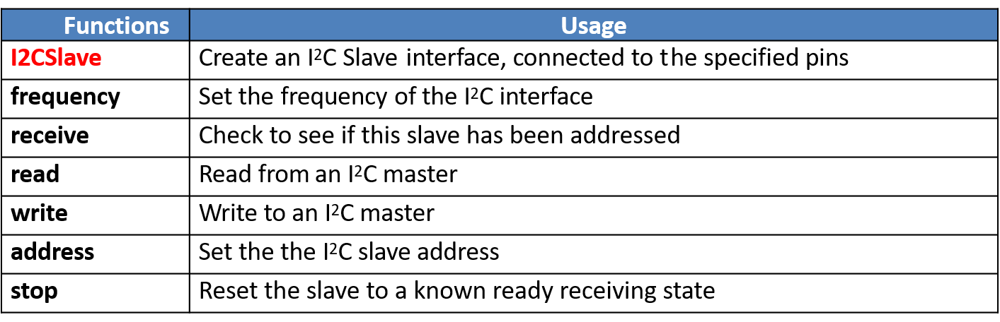 Functions Usage
I2CSlave Create an I²C Slave interface, connected to the specified pins
frequency Set the frequency of the I²C interface
receive Check to see if this slave has been addressed
read Read from an I²C master
write Write to an I²C master
address Set the the I²C slave address
stop Reset the slave to a known ready receiving state